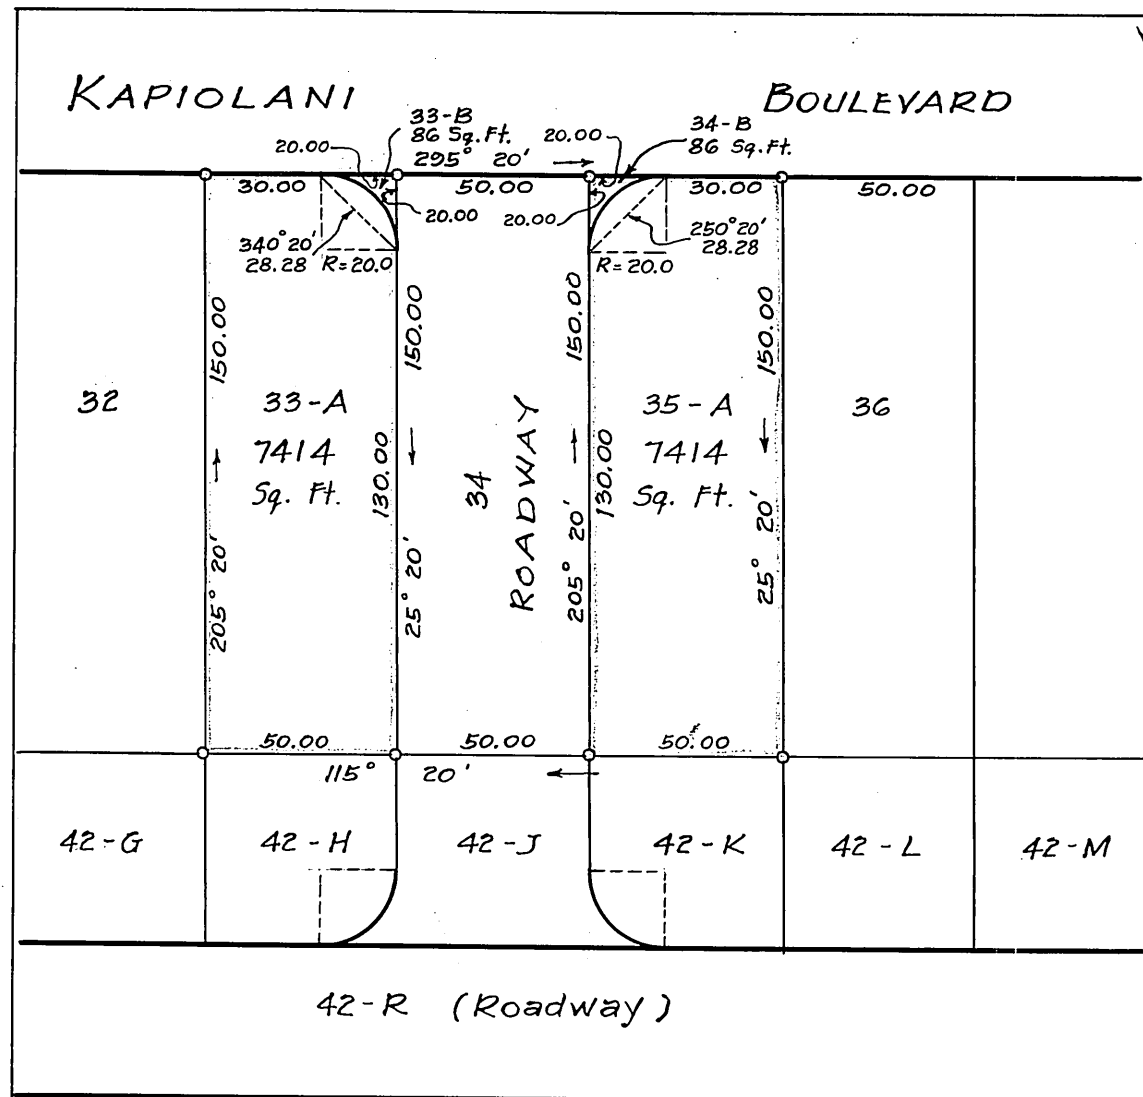 KAPIOLANI BOULEVARD
33-B
86 Sq.Ft.
34-B
86 Sq.Ft.
20.00
295° 20'
20.00
30.00
50.00
30.00
50.00
20.00
20.00
340° 20'
28.28
R=20.0
R=20.0
250° 20'
28.28
150.00
150.00
150.00
150.00
32
33-A
7414
Sq. Ft.
34
ROADWAY
35-A
7414
Sq. Ft.
36
130.00
130.00
205° 20'
25° 20'
205° 20'
25° 20'
50.00
50.00
50.00
115° 20'
42-G
42-H
42-J
42-K
42-L
42-M
42-R (Roadway)